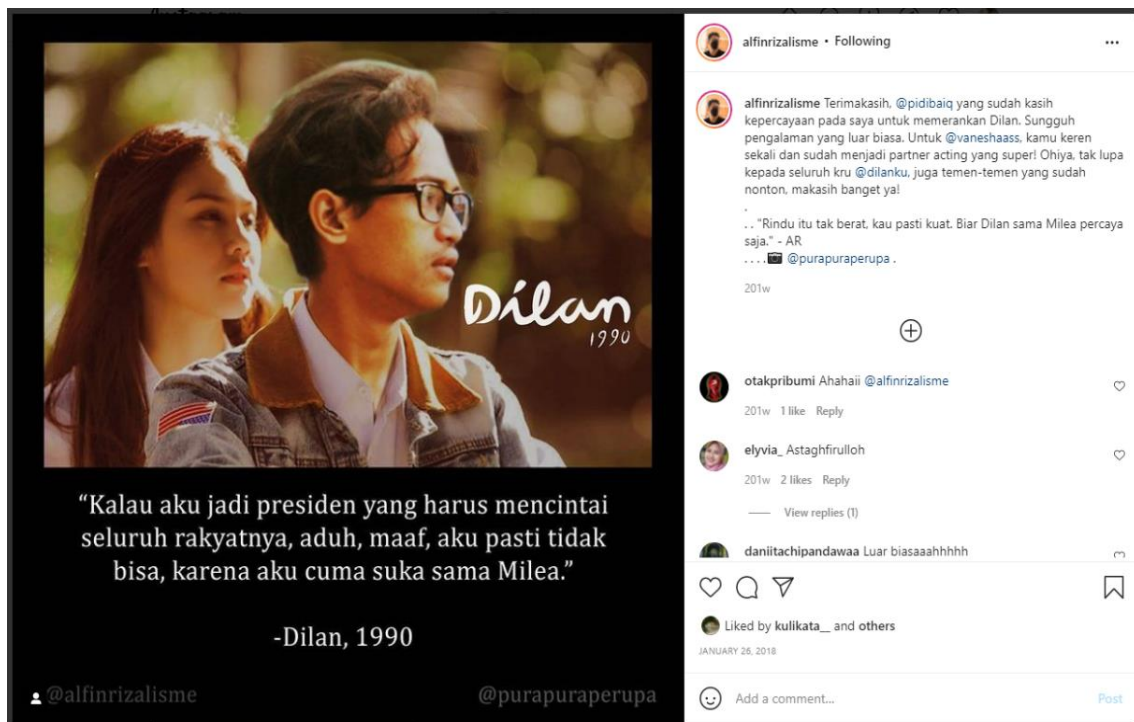 Dilan
1990
“Kalau aku jadi presiden yang harus mencintai
seluruh rakyatnya, aduh, maaf, aku pasti tidak
bisa, karena aku cuma suka sama Milea.”
-Dilan, 1990
@alfinrizalisme
@purapuraperupa
alfinrizalisme • Following
alfinrizalisme Terimakasih, @pidibaiq yang sudah kasih
kepercayaan pada saya untuk memerankan Dilan. Sungguh
pengalaman yang luar biasa. Untuk @vaneshaass, kamu keren
sekali dan sudah menjadi partner acting yang super! Ohiya, tak lupa
kepada seluruh kru @dilanku, juga temen-temen yang sudah
nonton, makasih banget ya!
.
. . "Rindu itu tak berat, kau pasti kuat. Biar Dilan sama Milea percaya
saja." - AR
. . . . 📷 @purapuraperupa .
201w
otakpribumi Ahahaii @alfinrizalisme
201w 1 like Reply
elyvia_ Astaghfirulloh
201w 2 likes Reply
View replies (1)
daniitachipandawaa Luar biasaaahhhhh
Liked by kulikata__ and others
JANUARY 26, 2018
Add a comment...
Post